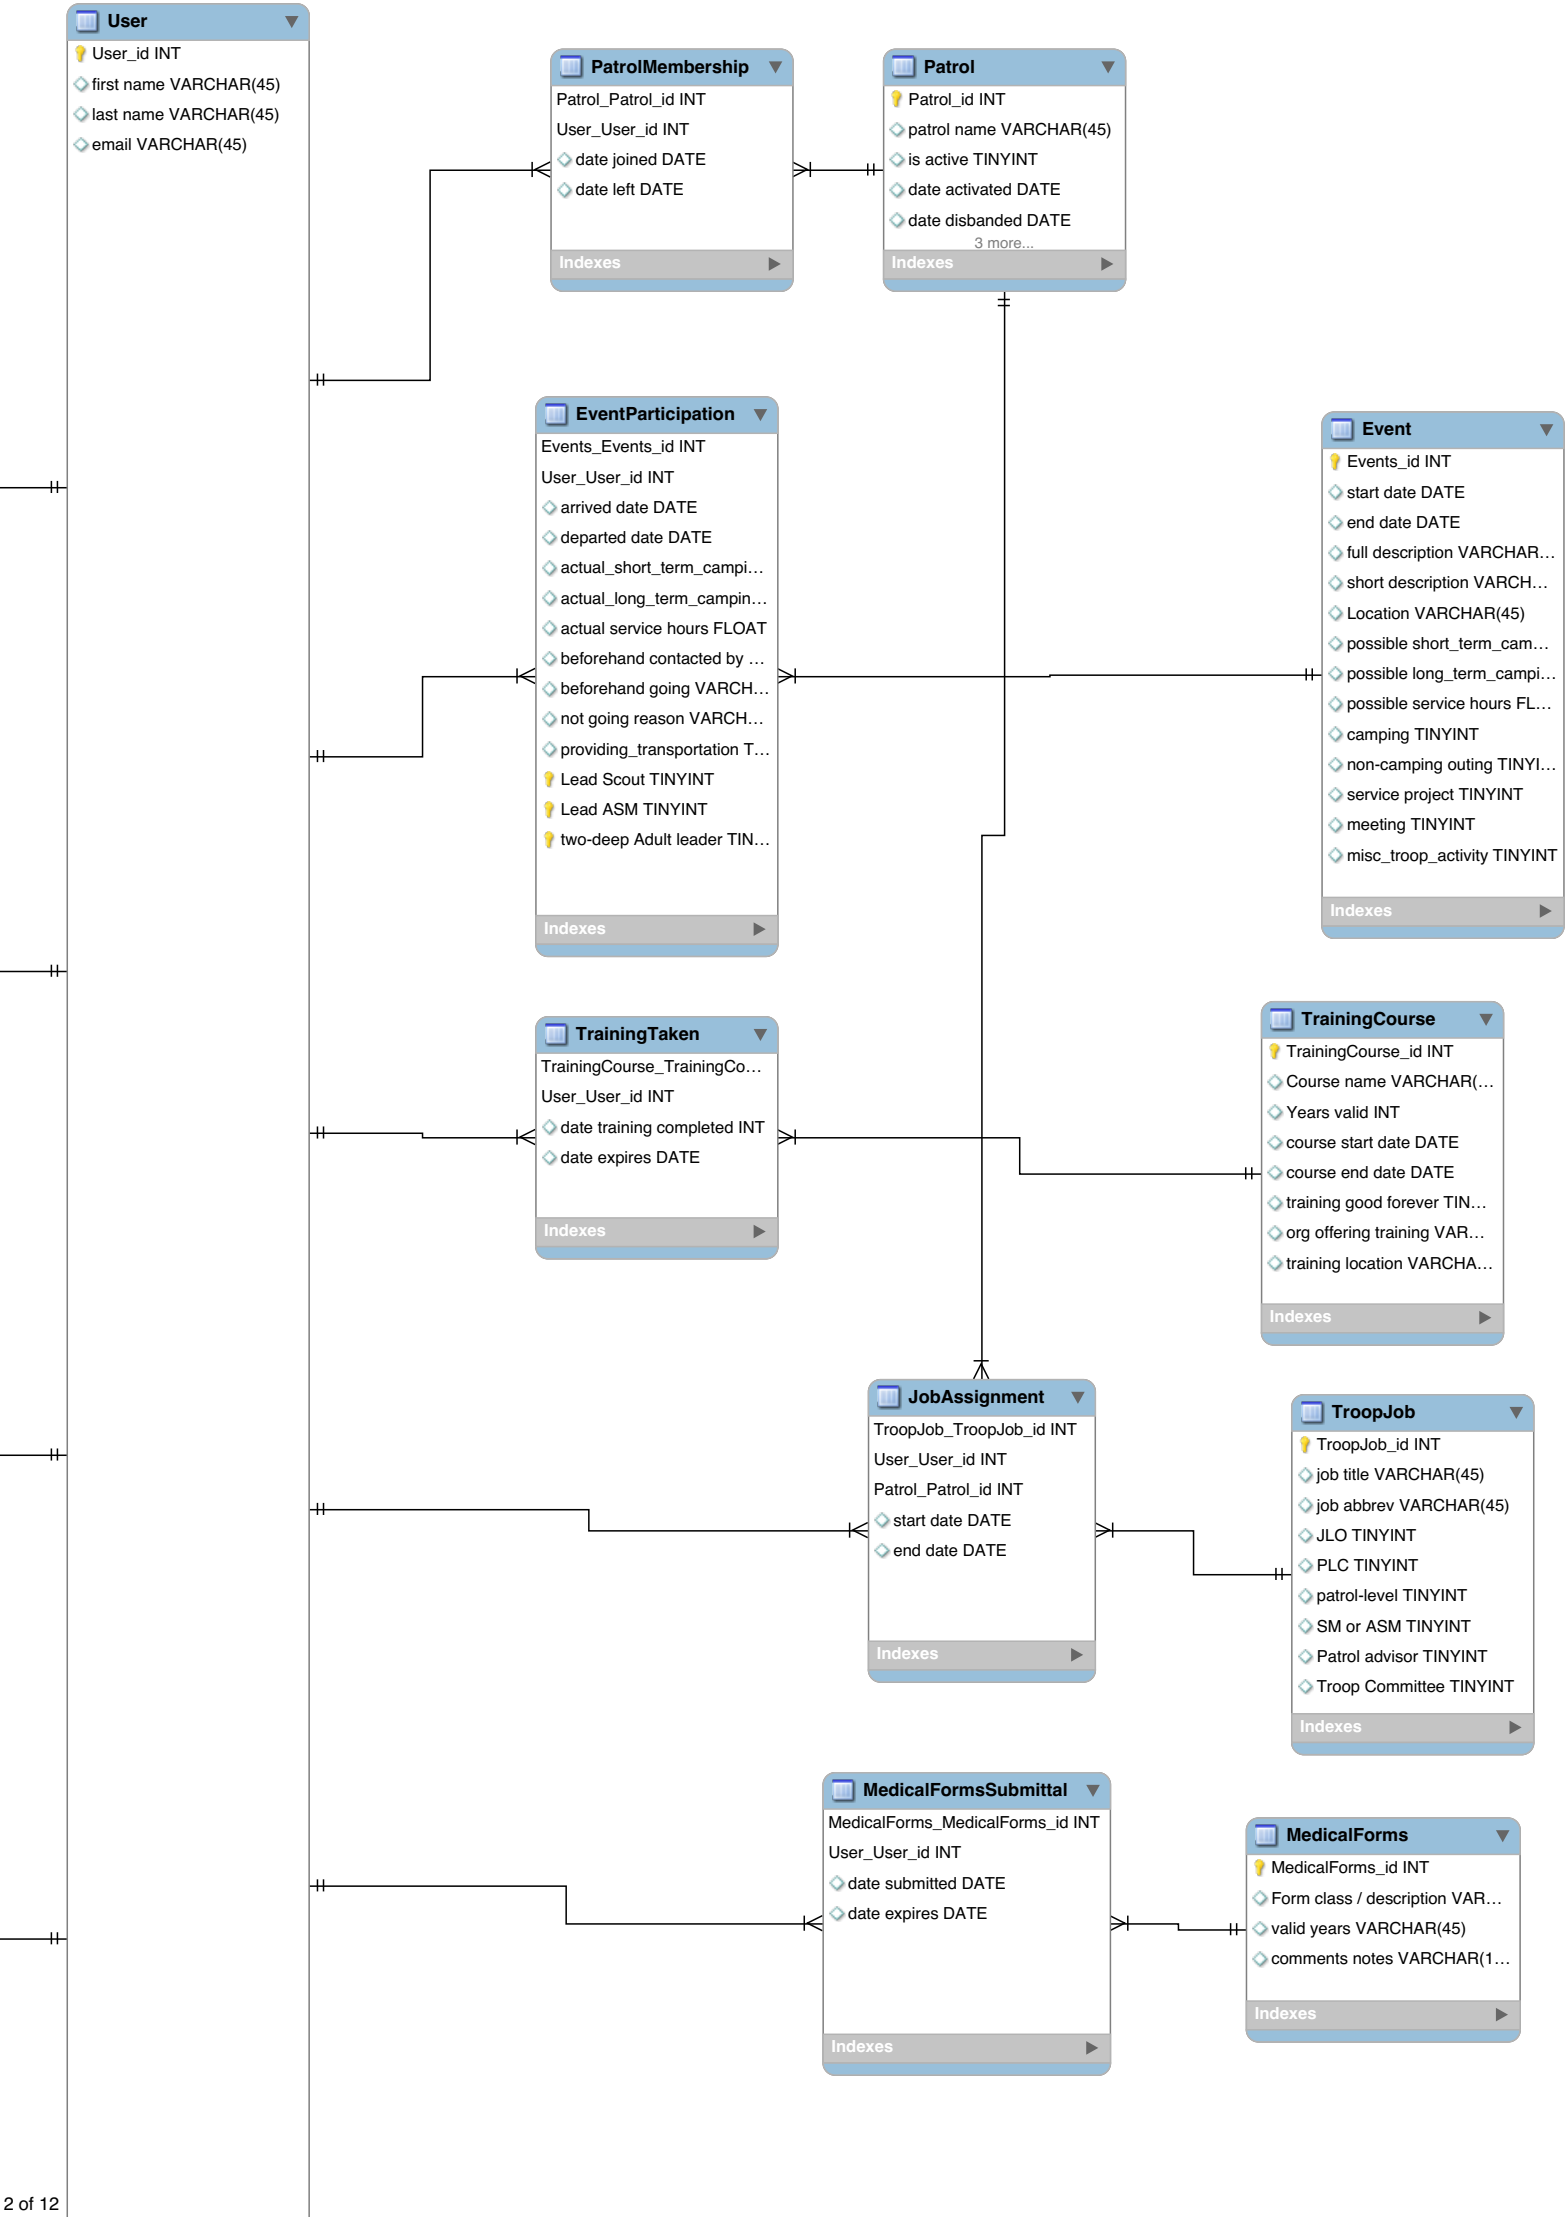 User
User_id INT
first name VARCHAR(45)
last name VARCHAR(45)
email VARCHAR(45)
PatrolMembership
Patrol_Patrol_id INT
User_User_id INT
date joined DATE
date left DATE
Indexes
Patrol
Patrol_id INT
patrol name VARCHAR(45)
is active TINYINT
date activated DATE
date disbanded DATE
3 more...
Indexes
EventParticipation
Events_Events_id INT
User_User_id INT
arrived date DATE
departed date DATE
actual_short_term_campi...
actual_long_term_campin...
actual service hours FLOAT
beforehand contacted by ...
beforehand going VARCH...
not going reason VARCH...
providing_transportation T...
Lead Scout TINYINT
Lead ASM TINYINT
two-deep Adult leader TIN...
Indexes
Event
Events_id INT
start date DATE
end date DATE
full description VARCHAR...
short description VARCH...
Location VARCHAR(45)
possible short_term_cam...
possible long_term_campi...
possible service hours FL...
camping TINYINT
non-camping outing TINYI...
service project TINYINT
meeting TINYINT
misc_troop_activity TINYINT
Indexes
TrainingTaken
TrainingCourse_TrainingCo...
User_User_id INT
date training completed INT
date expires DATE
Indexes
TrainingCourse
TrainingCourse_id INT
Course name VARCHAR(...
Years valid INT
course start date DATE
course end date DATE
training good forever TIN...
org offering training VAR...
training location VARCHA...
Indexes
JobAssignment
TroopJob_TroopJob_id INT
User_User_id INT
Patrol_Patrol_id INT
start date DATE
end date DATE
Indexes
TroopJob
TroopJob_id INT
job title VARCHAR(45)
job abbrev VARCHAR(45)
JLO TINYINT
PLC TINYINT
patrol-level TINYINT
SM or ASM TINYINT
Patrol advisor TINYINT
Troop Committee TINYINT
Indexes
MedicalFormsSubmittal
MedicalForms_MedicalForms_id INT
User_User_id INT
date submitted DATE
date expires DATE
Indexes
MedicalForms
MedicalForms_id INT
Form class / description VAR...
valid years VARCHAR(45)
comments notes VARCHAR(1...
Indexes
2 of 12